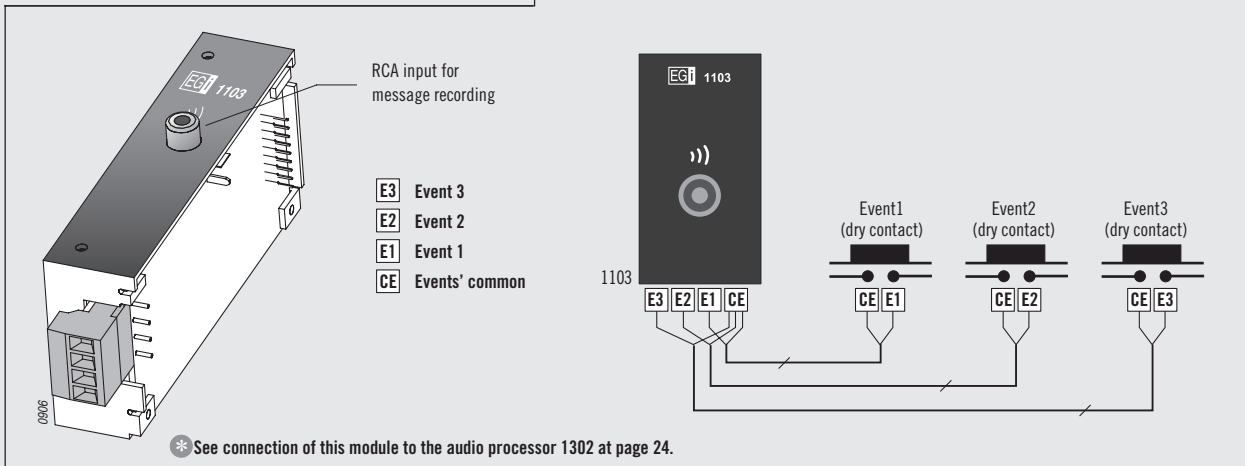 EGi 1103
RCA input for
message recording
E3 Event 3
E2 Event 2
E1 Event 1
CE Events' common
0906
EGi 1103
1103
E3 E2 E1 CE
Event1
(dry contact)
CE E1
Event2
(dry contact)
CE E2
Event3
(dry contact)
CE E3
* See connection of this module to the audio processor 1302 at page 24.